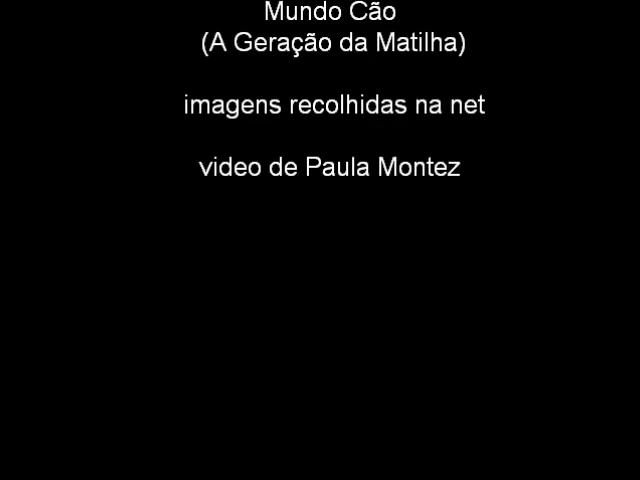 Mundo Cão
(A Geração da Matilha)
imagens recolhidas na net
video de Paula Montez